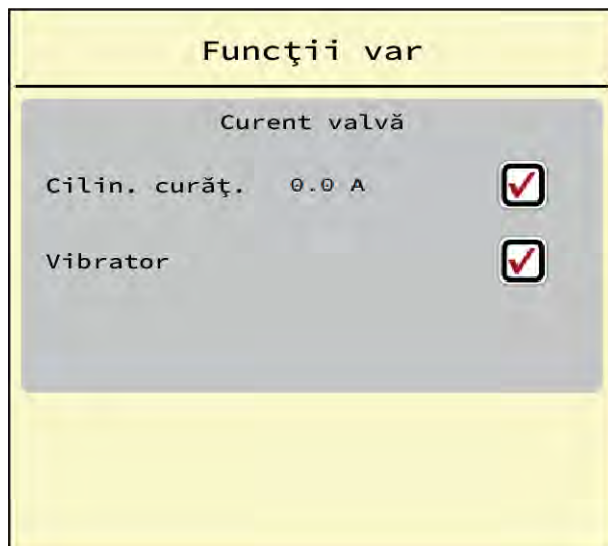 Funcţii var
Curent valvă
Cilin. curăţ. 0.0 A
Vibrator